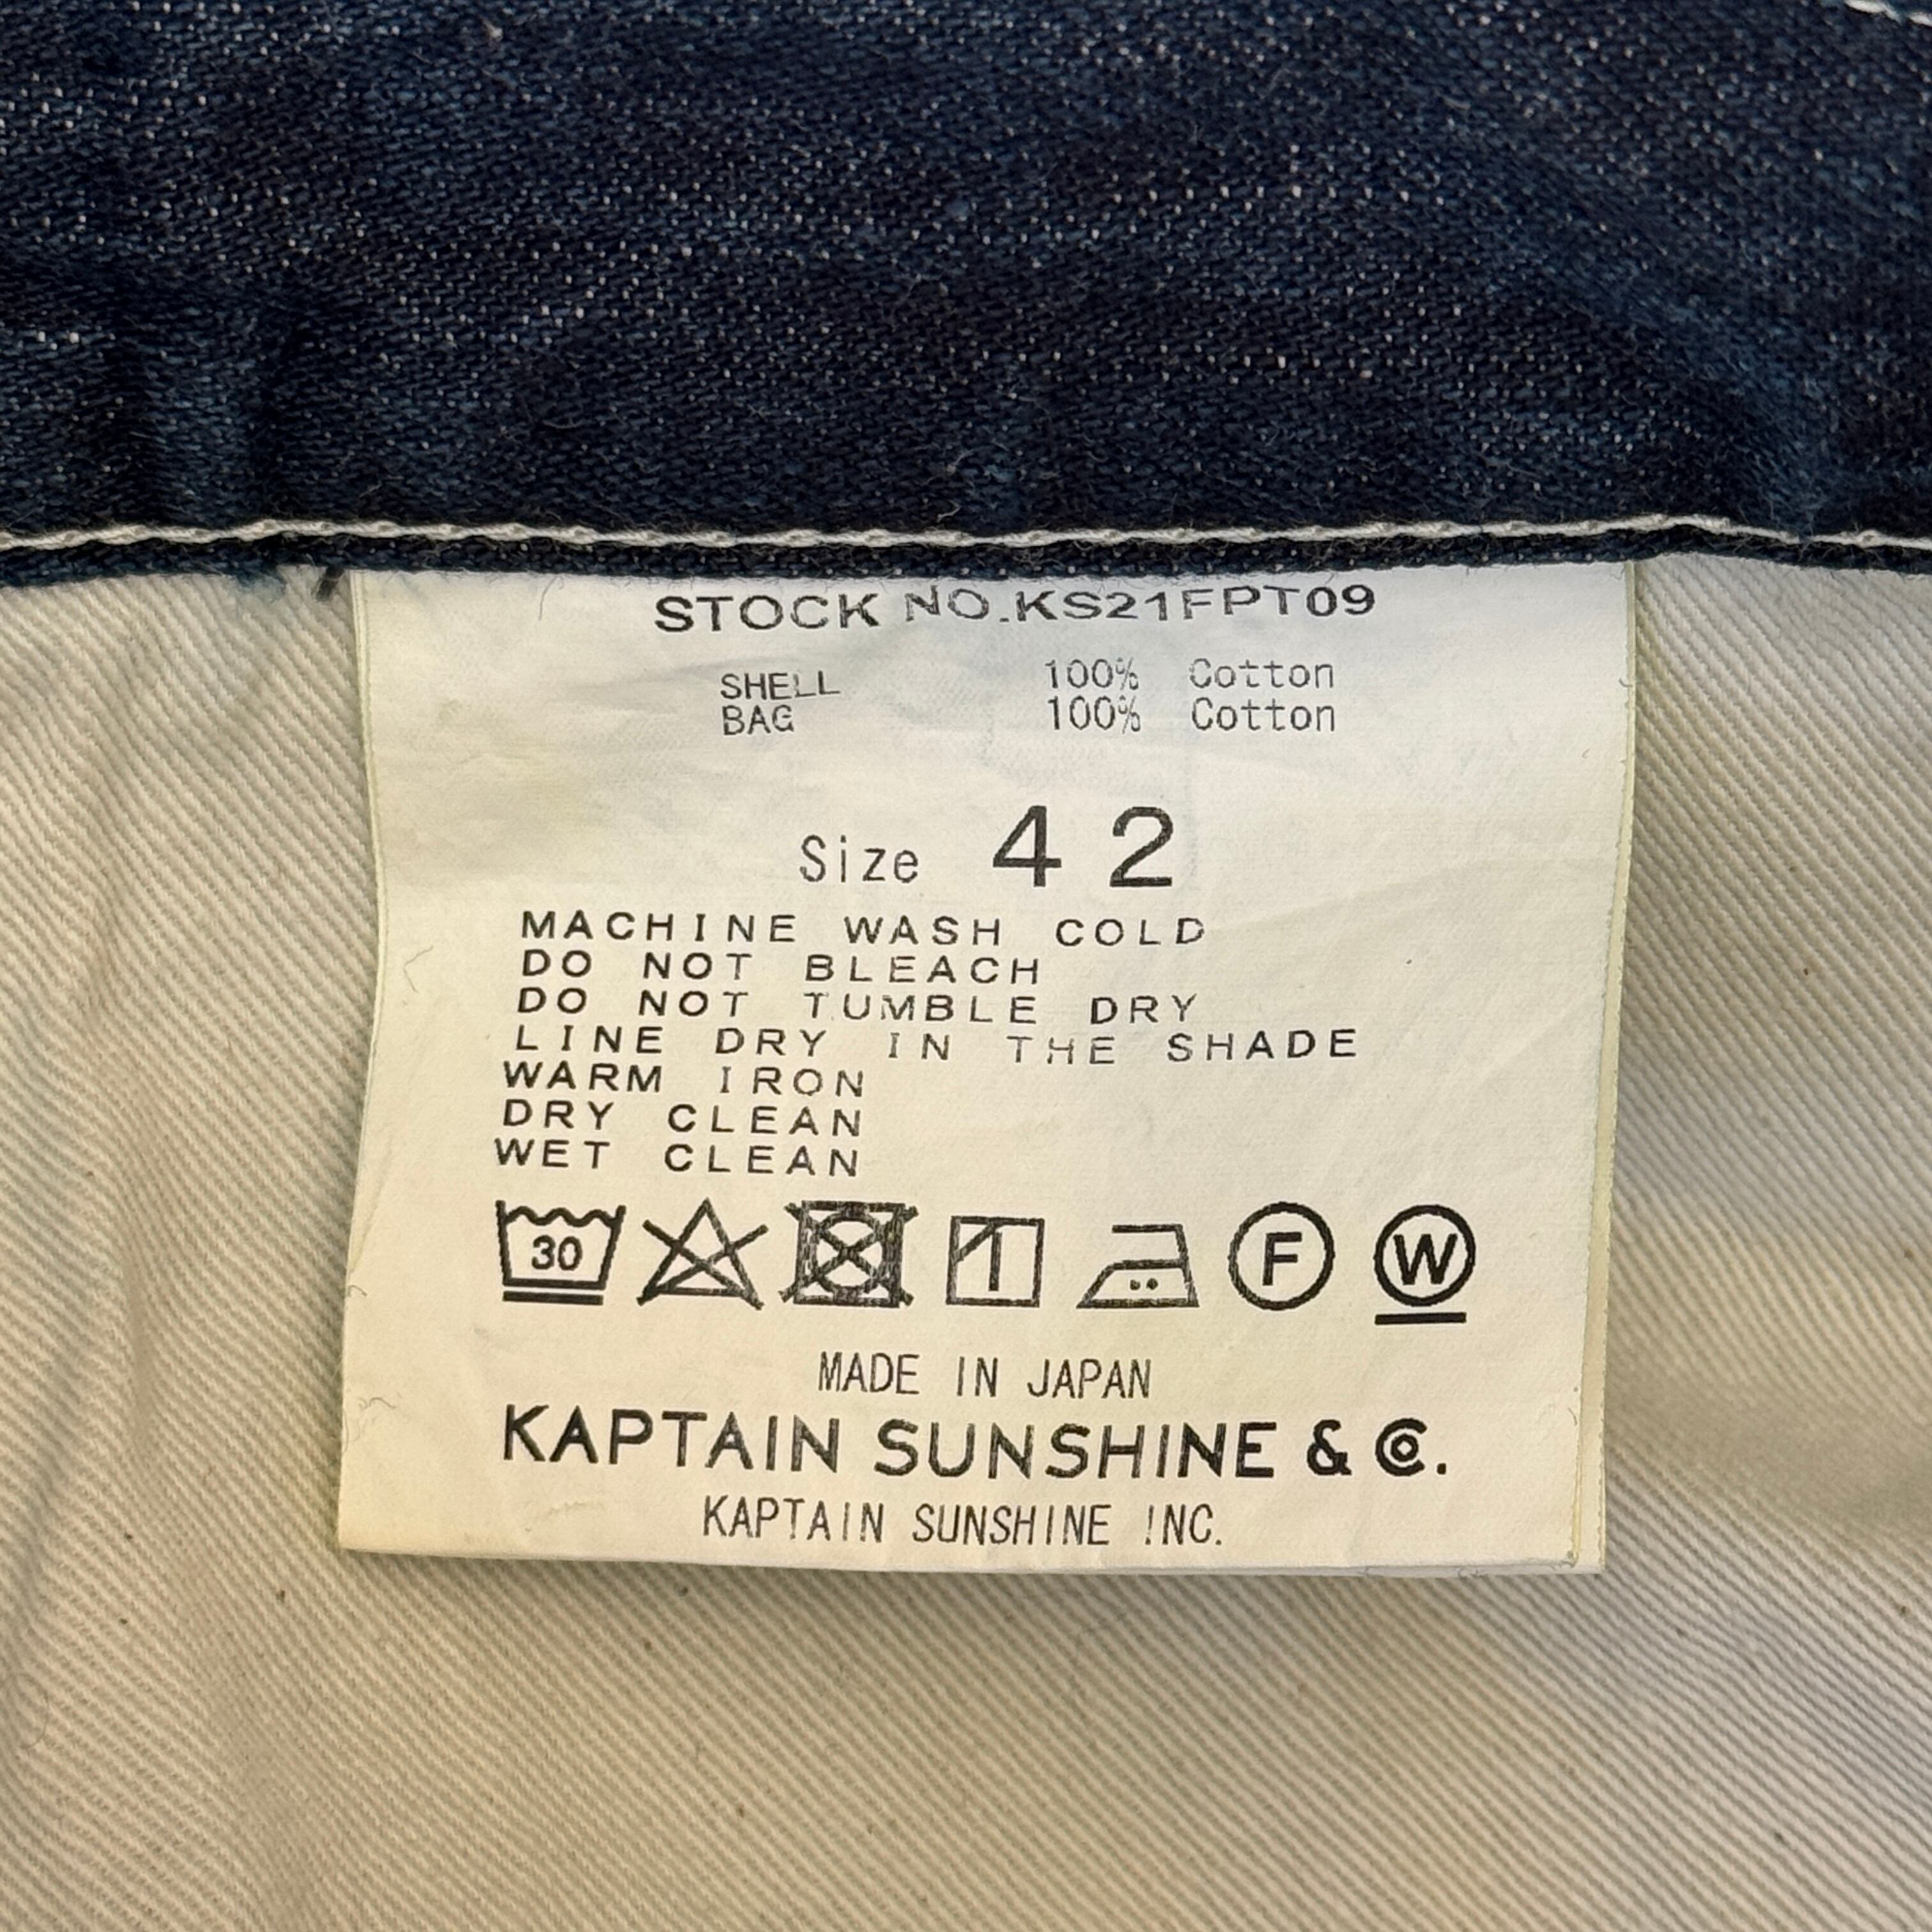 STOCK NO.KS21FPT09
SHELL 100% Cotton
BAG 100% Cotton
Size 42
MACHINE WASH COLD
DO NOT BLEACH
DO NOT TUMBLE DRY
LINE DRY IN THE SHADE
WARM IRON
DRY CLEAN
WET CLEAN
30 F W
MADE IN JAPAN
KAPTAIN SUNSHINE & Co.
KAPTAIN SUNSHINE INC.